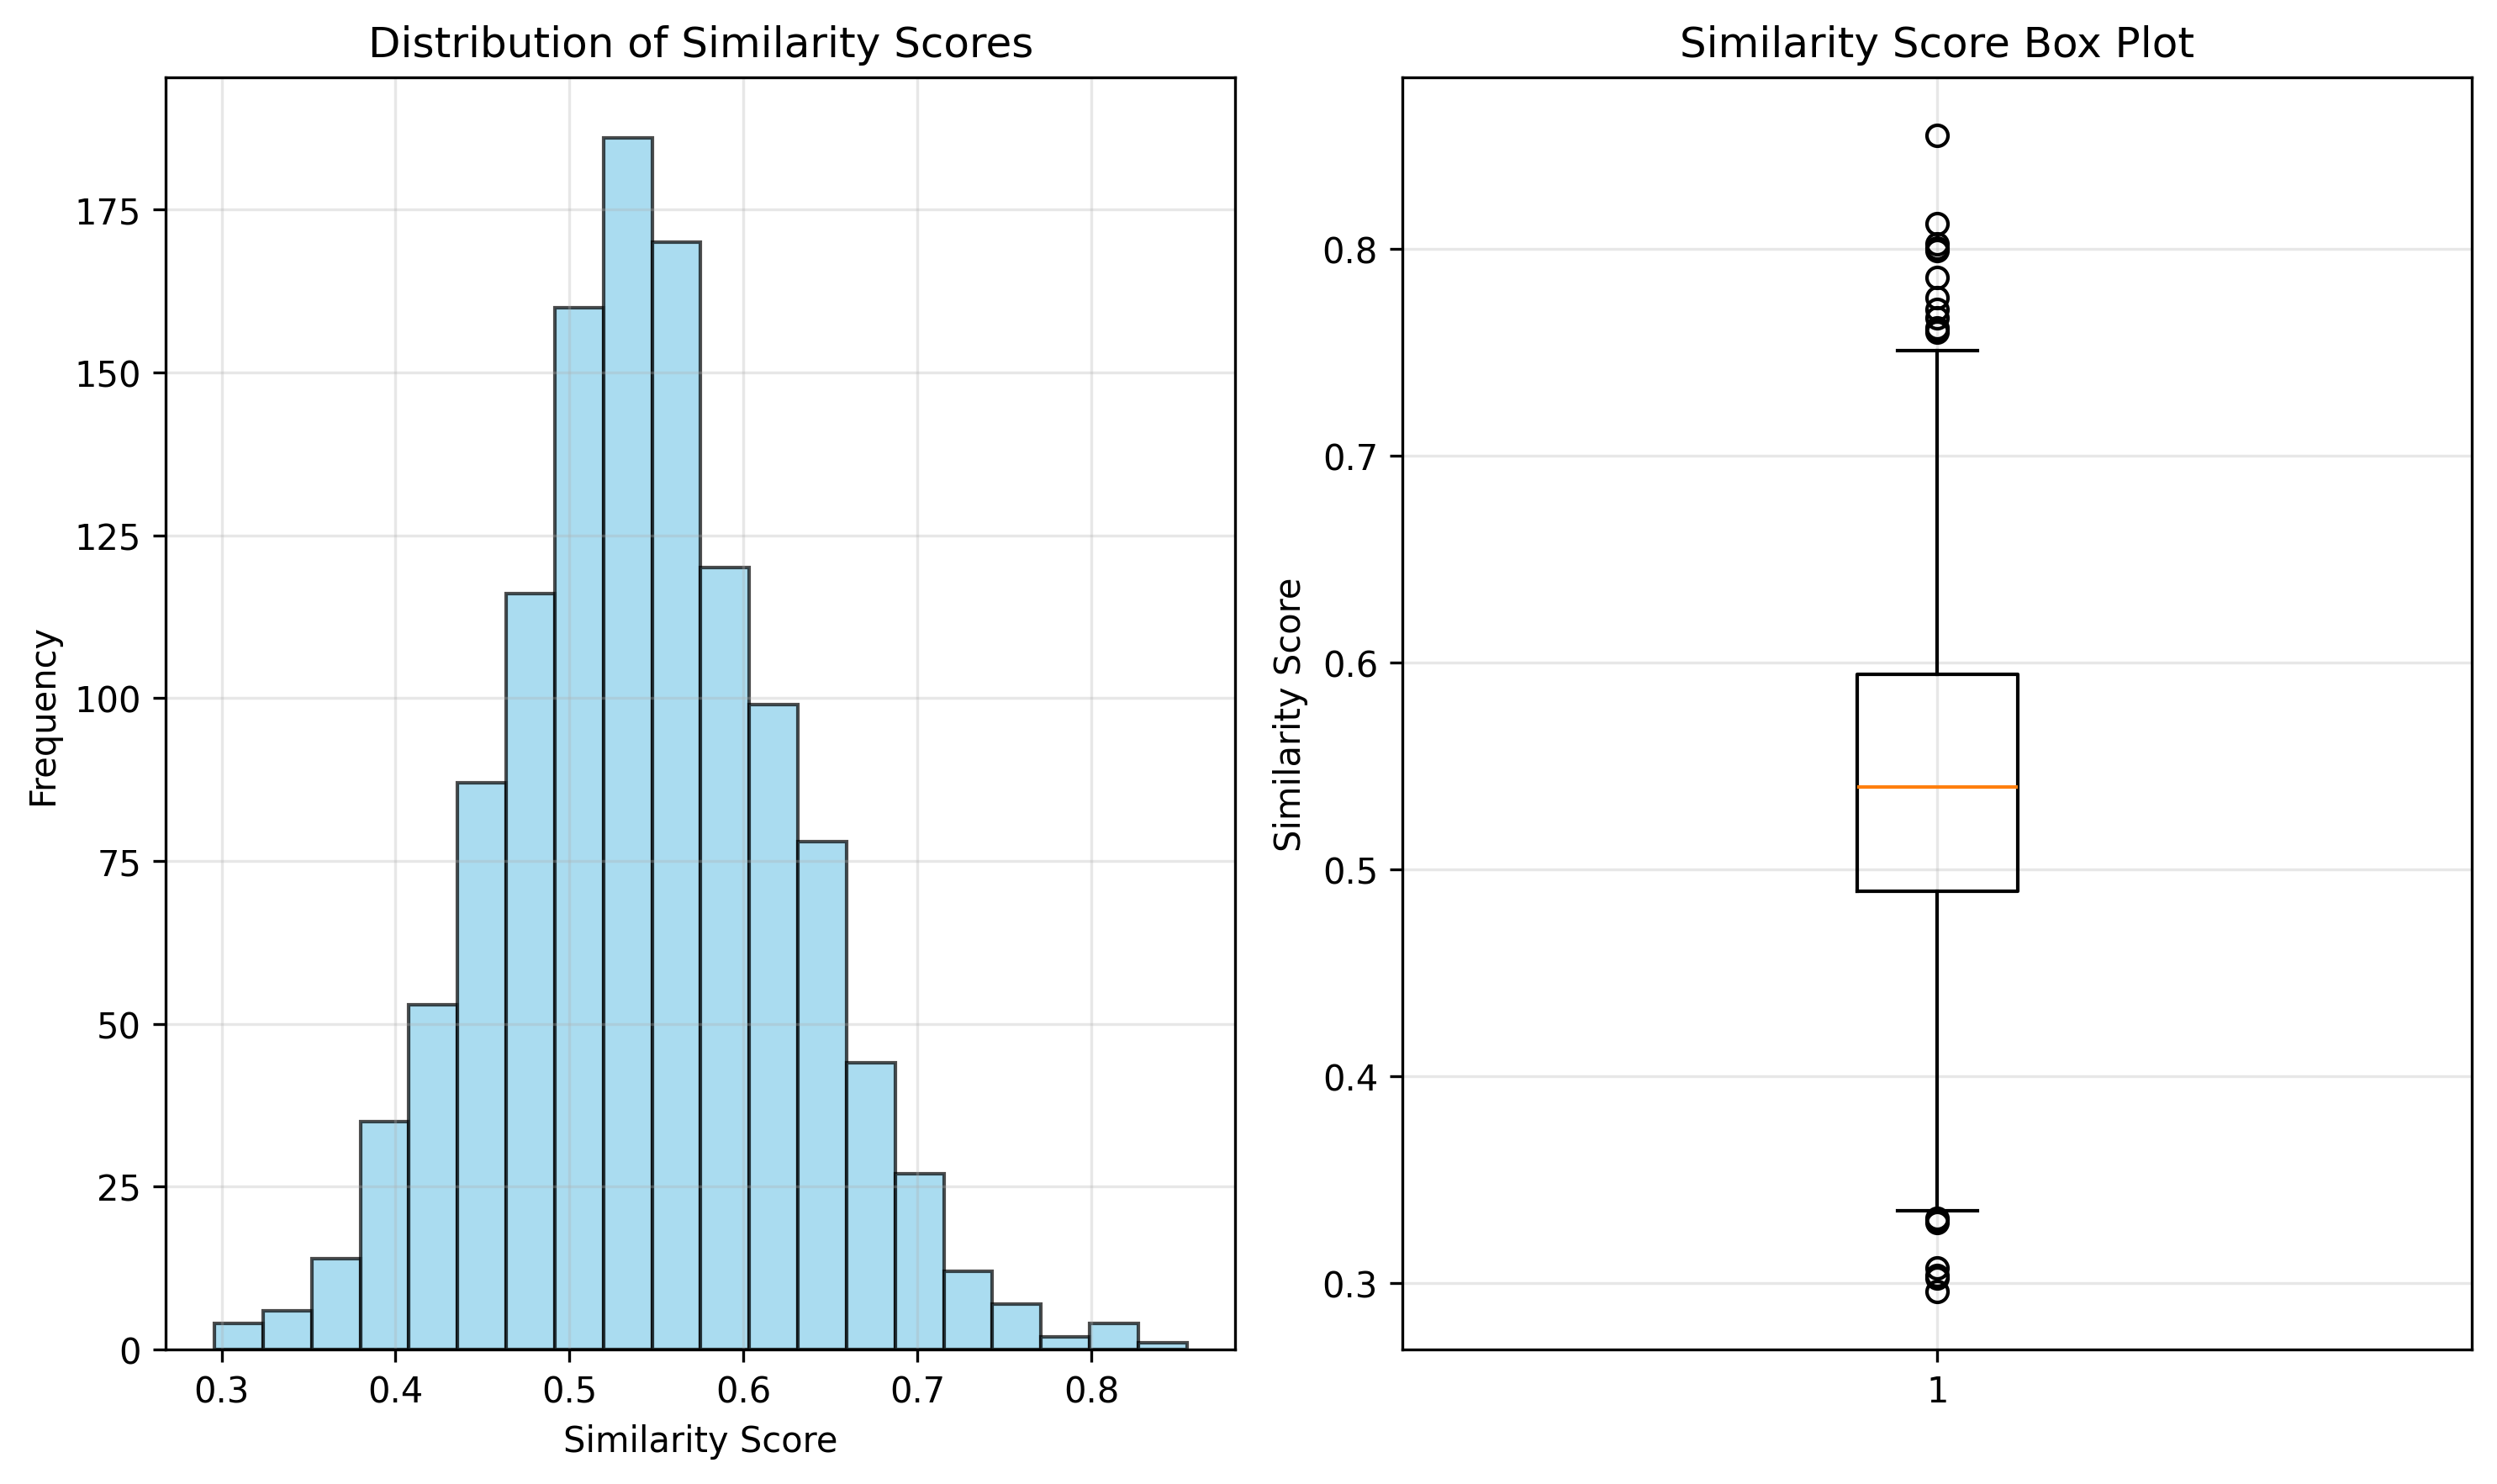 Distribution of Similarity Scores
175
150
125
100
75
50
25
0
Frequency
0.3 0.4 0.5 0.6 0.7 0.8
Similarity Score
Similarity Score Box Plot
0.8
0.7
0.6
0.5
0.4
0.3
Similarity Score
1